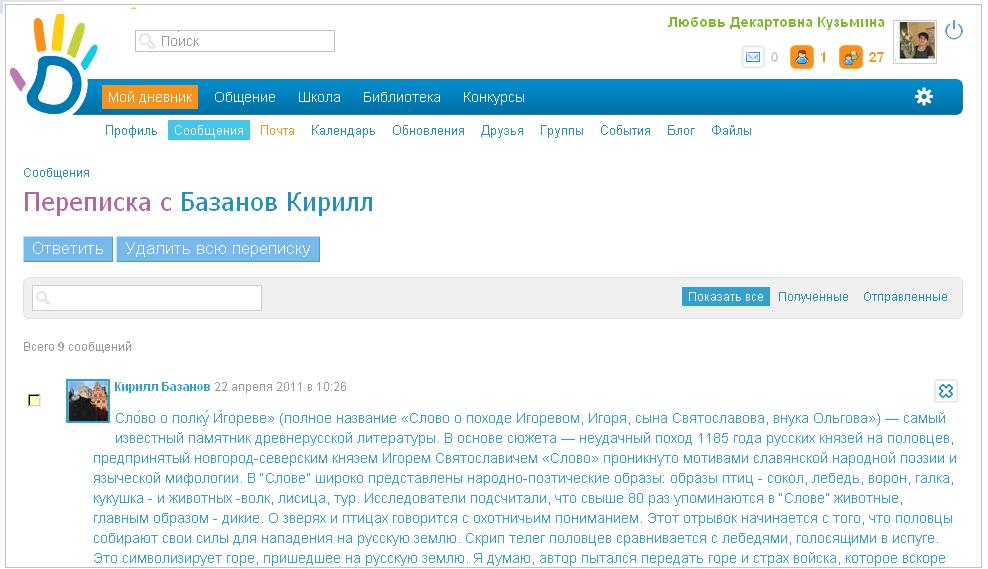 Любовь Декартовна Кузьмина
Поиск
0 1 27
Мой дневник Общение Школа Библиотека Конкурсы
Профиль Сообщения Почта Календарь Обновления Друзья Группы События Блог Файлы
Сообщения
Переписка с Базанов Кирилл
Ответить Удалить всю переписку
Показать все Полученные Отправленные
Всего 9 сообщений
Кирилл Базанов 22 апреля 2011 в 10:26
Сло́во о полку́ И́гореве» (полное название «Слово о походе Игоревом, Игоря, сына Святославова, внука Ольгова») — самый
известный памятник древнерусской литературы. В основе сюжета — неудачный поход 1185 года русских князей на половцев,
предпринятый новгород-северским князем Игорем Святославичем «Слово» проникнуто мотивами славянской народной поэзии и
языческой мифологии. В "Слове" широко представлены народно-поэтические образы: образы птиц - сокол, лебедь, ворон, галка,
кукушка - и животных -волк, лисица, тур. Исследователи подсчитали, что свыше 80 раз упоминаются в "Слове" животные,
главным образом - дикие. О зверях и птицах говорится с охотничьим пониманием. Этот отрывок начинается с того, что половцы
собирают свои силы для нападения на русскую землю. Скрип телег половцев сравнивается с лебедями, голосящими в испуге.
Это символизирует горе, пришедшее на русскую землю. Я думаю, автор пытался передать горе и страх войска, которое вскоре